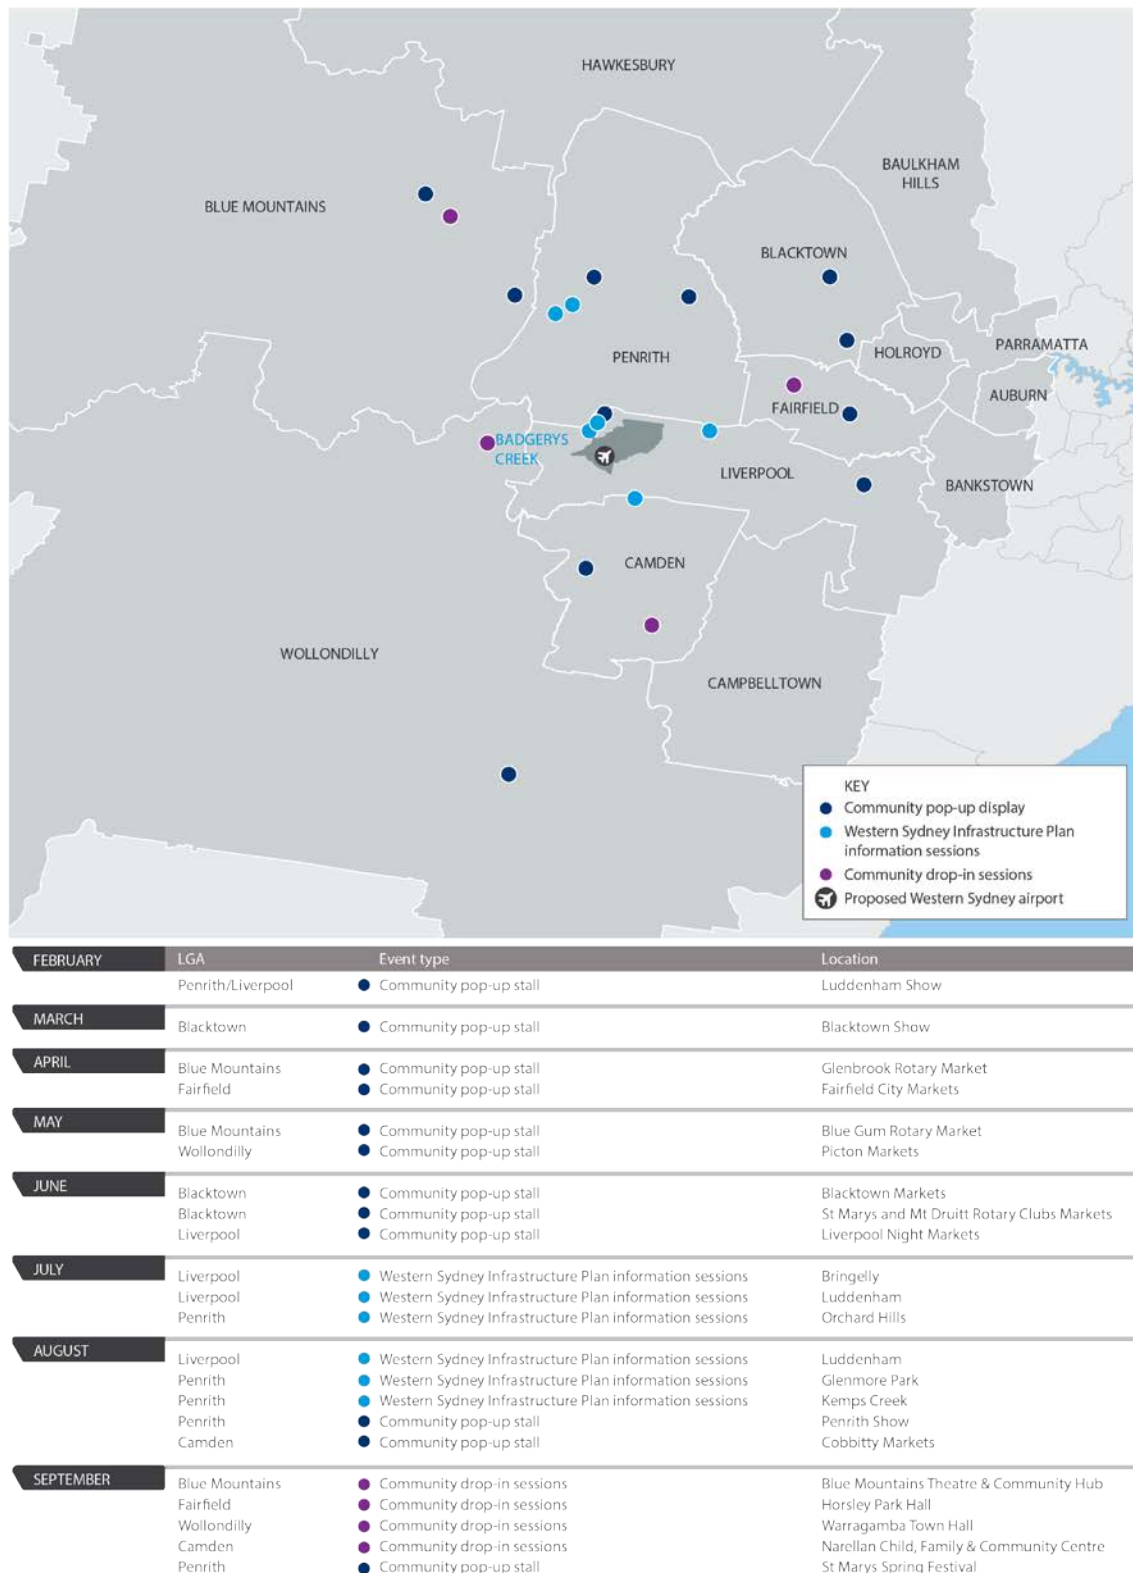 HAWKESBURY
BAULKHAM
HILLS
BLUE MOUNTAINS
BLACKTOWN
PENRITH
HOLROYD
PARRAMATTA
AUBURN
FAIRFIELD
BADGERYS
CREEK
LIVERPOOL
BANKSTOWN
CAMDEN
WOLLONDILLY
CAMPBELLTOWN
KEY
Community pop-up display
Western Sydney Infrastructure Plan
information sessions
Community drop-in sessions
Proposed Western Sydney airport
FEBRUARY LGA Event type Location
Penrith/Liverpool Community pop-up stall Luddenham Show
MARCH
Blacktown Community pop-up stall Blacktown Show
APRIL
Blue Mountains Community pop-up stall Glenbrook Rotary Market
Fairfield Community pop-up stall Fairfield City Markets
MAY
Blue Mountains Community pop-up stall Blue Gum Rotary Market
Wollondilly Community pop-up stall Picton Markets
JUNE
Blacktown Community pop-up stall Blacktown Markets
Blacktown Community pop-up stall St Marys and Mt Druitt Rotary Clubs Markets
Liverpool Community pop-up stall Liverpool Night Markets
JULY
Liverpool Western Sydney Infrastructure Plan information sessions Bringelly
Liverpool Western Sydney Infrastructure Plan information sessions Luddenham
Penrith Western Sydney Infrastructure Plan information sessions Orchard Hills
AUGUST
Liverpool Western Sydney Infrastructure Plan information sessions Luddenham
Penrith Western Sydney Infrastructure Plan information sessions Glenmore Park
Penrith Western Sydney Infrastructure Plan information sessions Kemps Creek
Penrith Community pop-up stall Penrith Show
Camden Community pop-up stall Cobbitty Markets
SEPTEMBER
Blue Mountains Community drop-in sessions Blue Mountains Theatre & Community Hub
Fairfield Community drop-in sessions Horsley Park Hall
Wollondilly Community drop-in sessions Warragamba Town Hall
Camden Community drop-in sessions Narellan Child, Family & Community Centre
Penrith Community pop-up stall St Marys Spring Festival